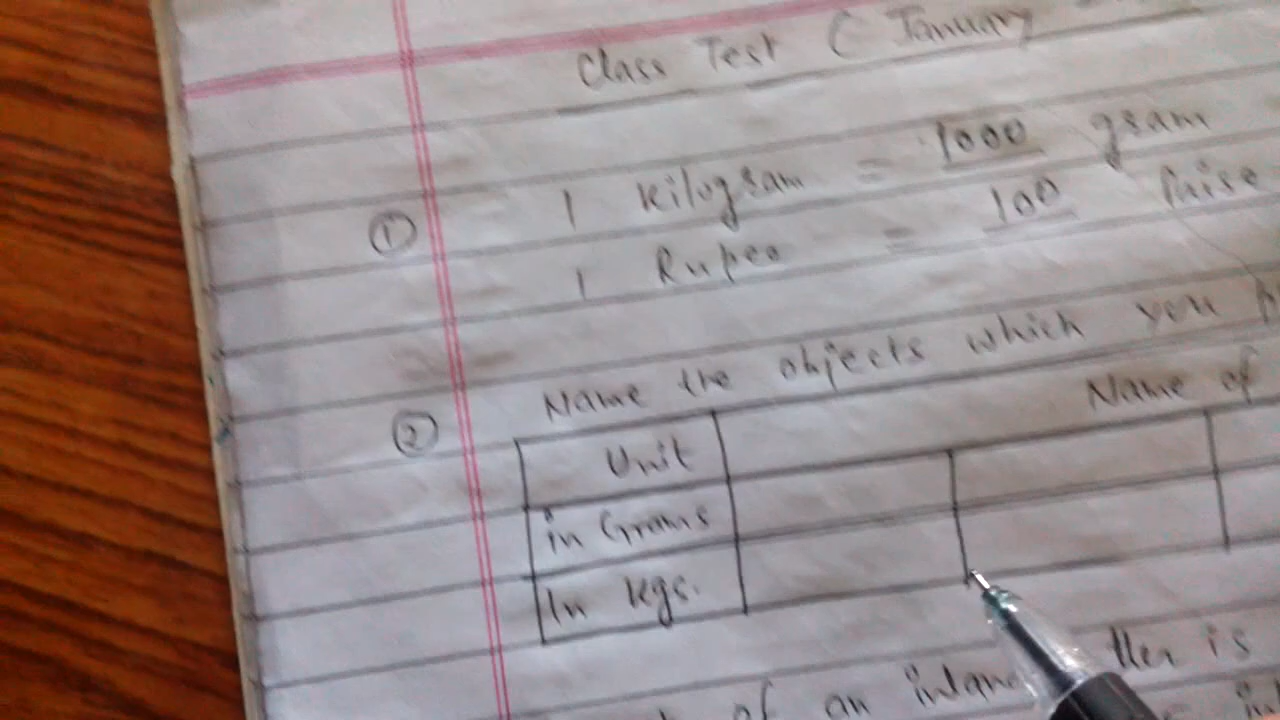 Class Test ( January
① 1 Kilogram = 1000 gram
1 Rupee = 100 Paise
② Name the objects which you
Unit Name of
in Grams
In Kgs.
of an is